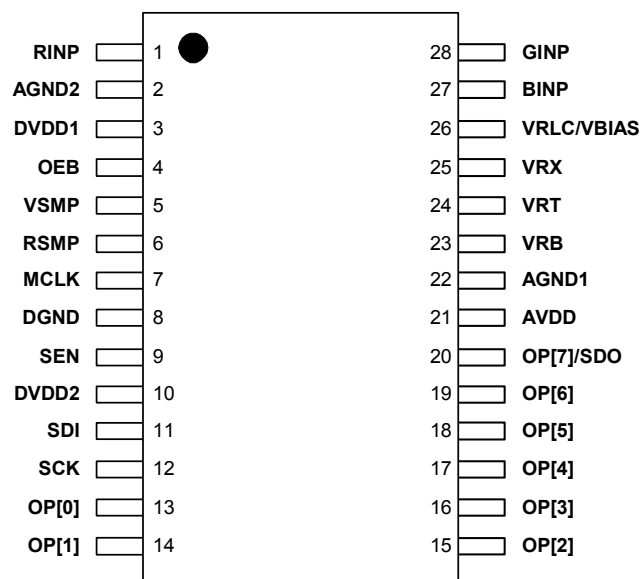 RINP 1 28 GINP
AGND2 2 27 BINP
DVDD1 3 26 VRLC/VBIAS
OEB 4 25 VRX
VSMP 5 24 VRT
RSMP 6 23 VRB
MCLK 7 22 AGND1
DGND 8 21 AVDD
SEN 9 20 OP[7]/SDO
DVDD2 10 19 OP[6]
SDI 11 18 OP[5]
SCK 12 17 OP[4]
OP[0] 13 16 OP[3]
OP[1] 14 15 OP[2]